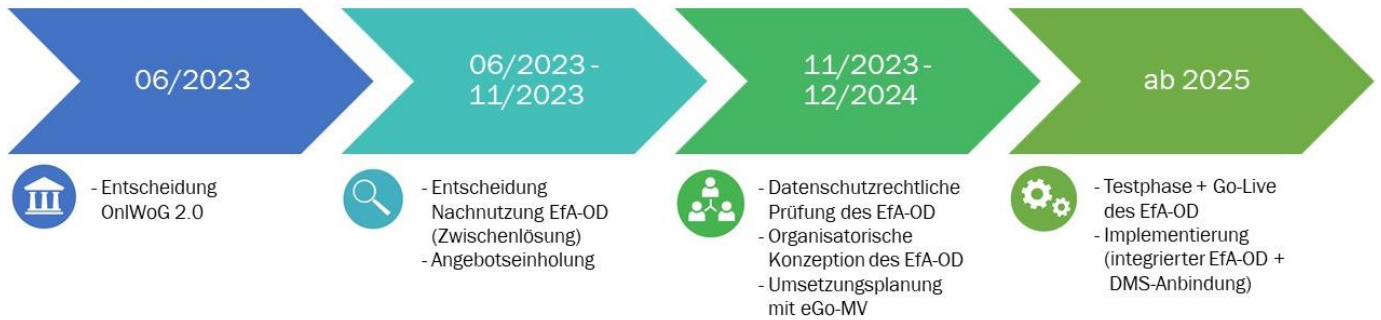 06/2023
06/2023 -
11/2023
11/2023 -
12/2024
ab 2025
- Entscheidung
OnlWoG 2.0
- Entscheidung
Nachnutzung EfA-OD
(Zwischenlösung)
- Angebotseinholung
- Datenschutzrechtliche
Prüfung des EfA-OD
- Organisatorische
Konzeption des EfA-OD
- Umsetzungsplanung
mit eGo-MV
- Testphase + Go-Live
des EfA-OD
- Implementierung
(integrierter EfA-OD +
DMS-Anbindung)